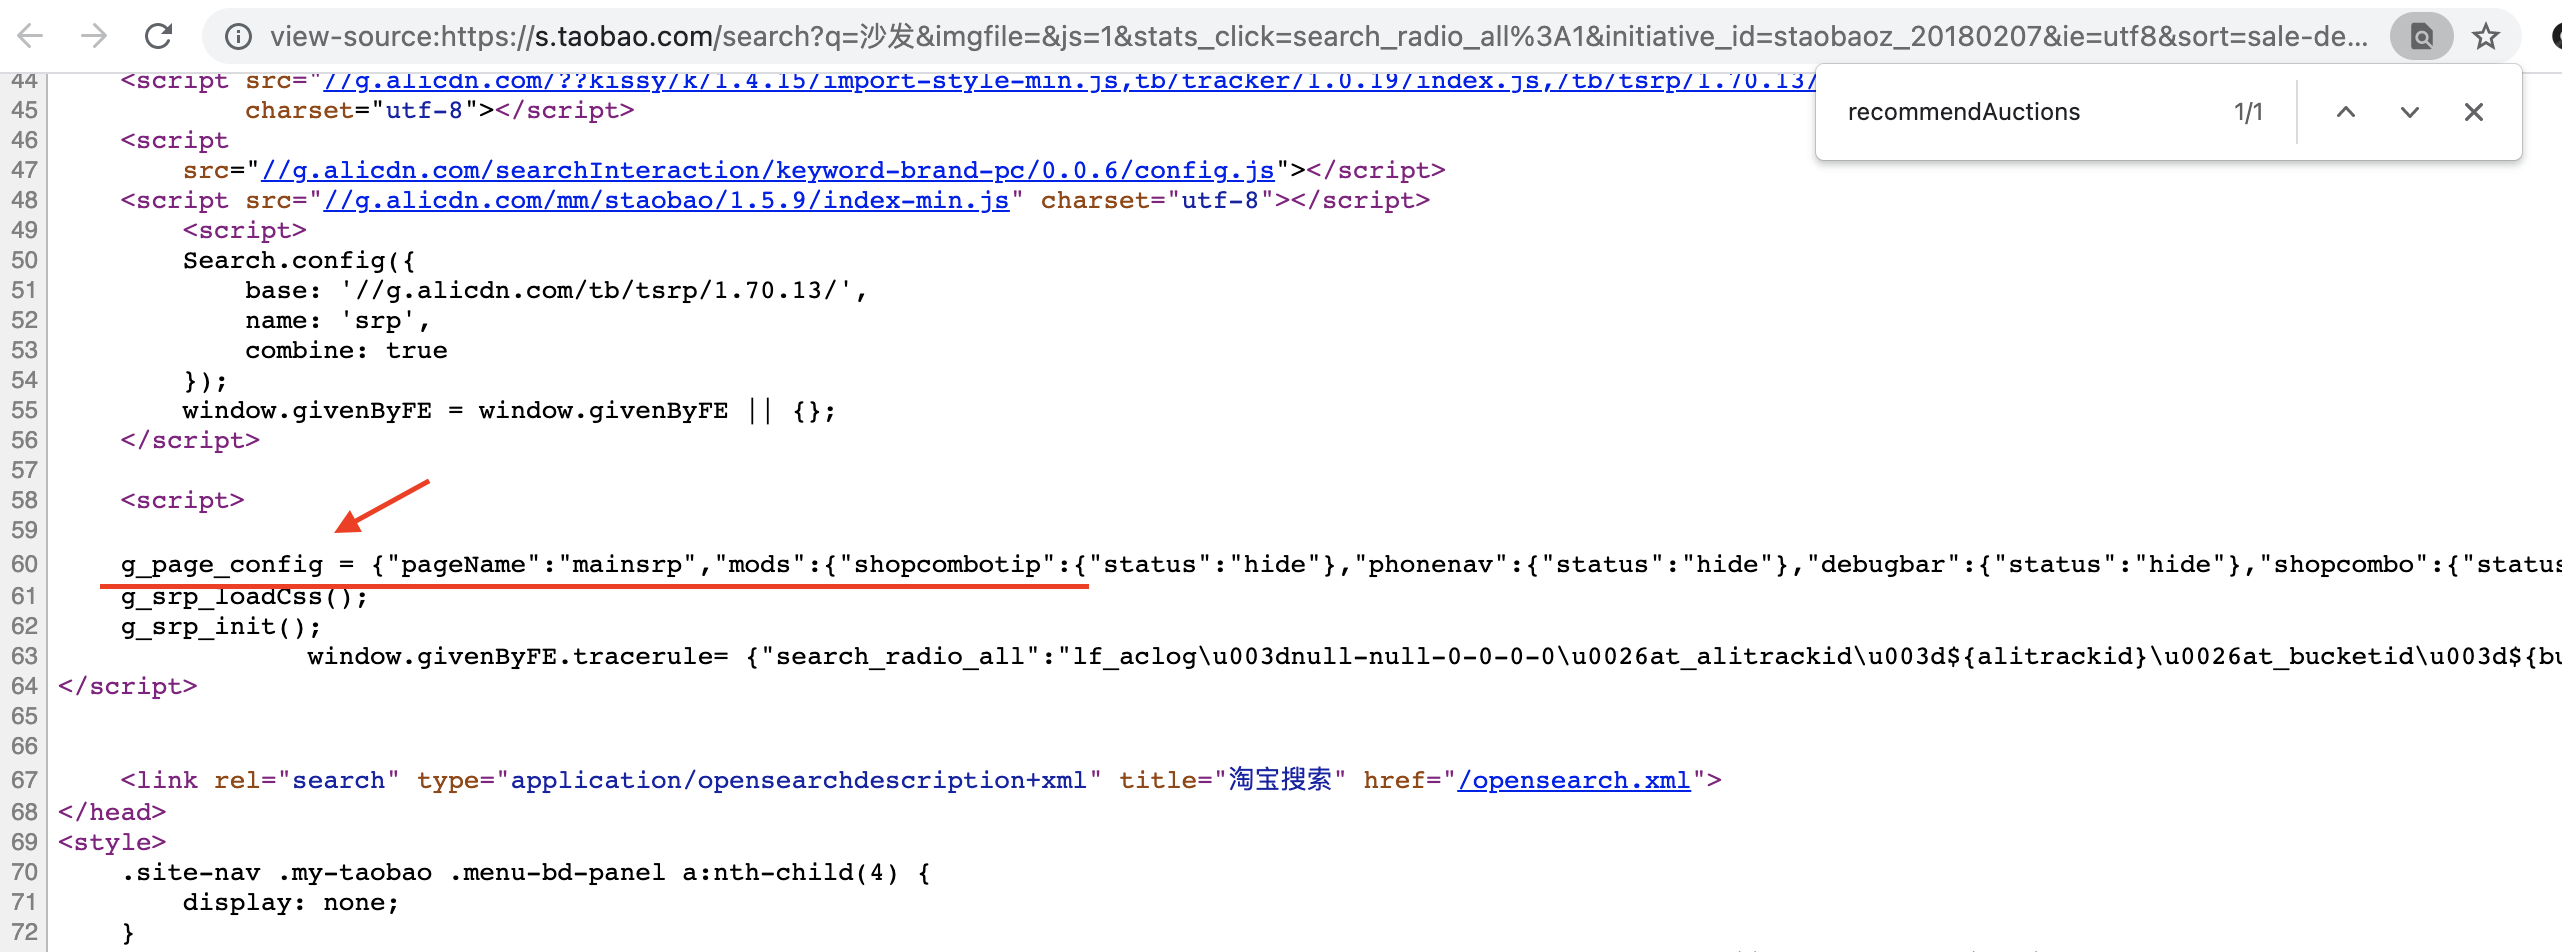 view-source:https://s.taobao.com/search?q=沙发&imgfile=&js=1&stats_click=search_radio_all%3A1&initiative_id=staobaoz_20180207&ie=utf8&sort=sale-de...
recommendAuctions 1/1
44 <script src="//g.alicdn.com/??kissy/k/1.4.15/import-style-min.js,tb/tracker/1.0.19/index.js,/tb/tsrp/1.70.13/
45 charset="utf-8"></script>
46 <script
47 src="//g.alicdn.com/searchInteraction/keyword-brand-pc/0.0.6/config.js"></script>
48 <script src="//g.alicdn.com/mm/staobao/1.5.9/index-min.js" charset="utf-8"></script>
49 <script>
50 Search.config({
51 base: '//g.alicdn.com/tb/tsrp/1.70.13/',
52 name: 'srp',
53 combine: true
54 });
55 window.givenByFE = window.givenByFE || {};
56 </script>
57
58 <script>
59
60 g_page_config = {"pageName":"mainsrp","mods":{"shopcombotip":{"status":"hide"},"phonenav":{"status":"hide"},"debugbar":{"status":"hide"},"shopcombo":{"status
61 g_srp_loadCss();
62 g_srp_init();
63 window.givenByFE.tracerule= {"search_radio_all":"lf_aclog\u003dnull-null-0-0-0-0\u0026at_alitrackid\u003d${alitrackid}\u0026at_bucketid\u003d${bu
64 </script>
65
66
67 <link rel="search" type="application/opensearchdescription+xml" title="淘宝搜索" href="/opensearch.xml">
68 </head>
69 <style>
70 .site-nav .my-taobao .menu-bd-panel a:nth-child(4) {
71 display: none;
72 }